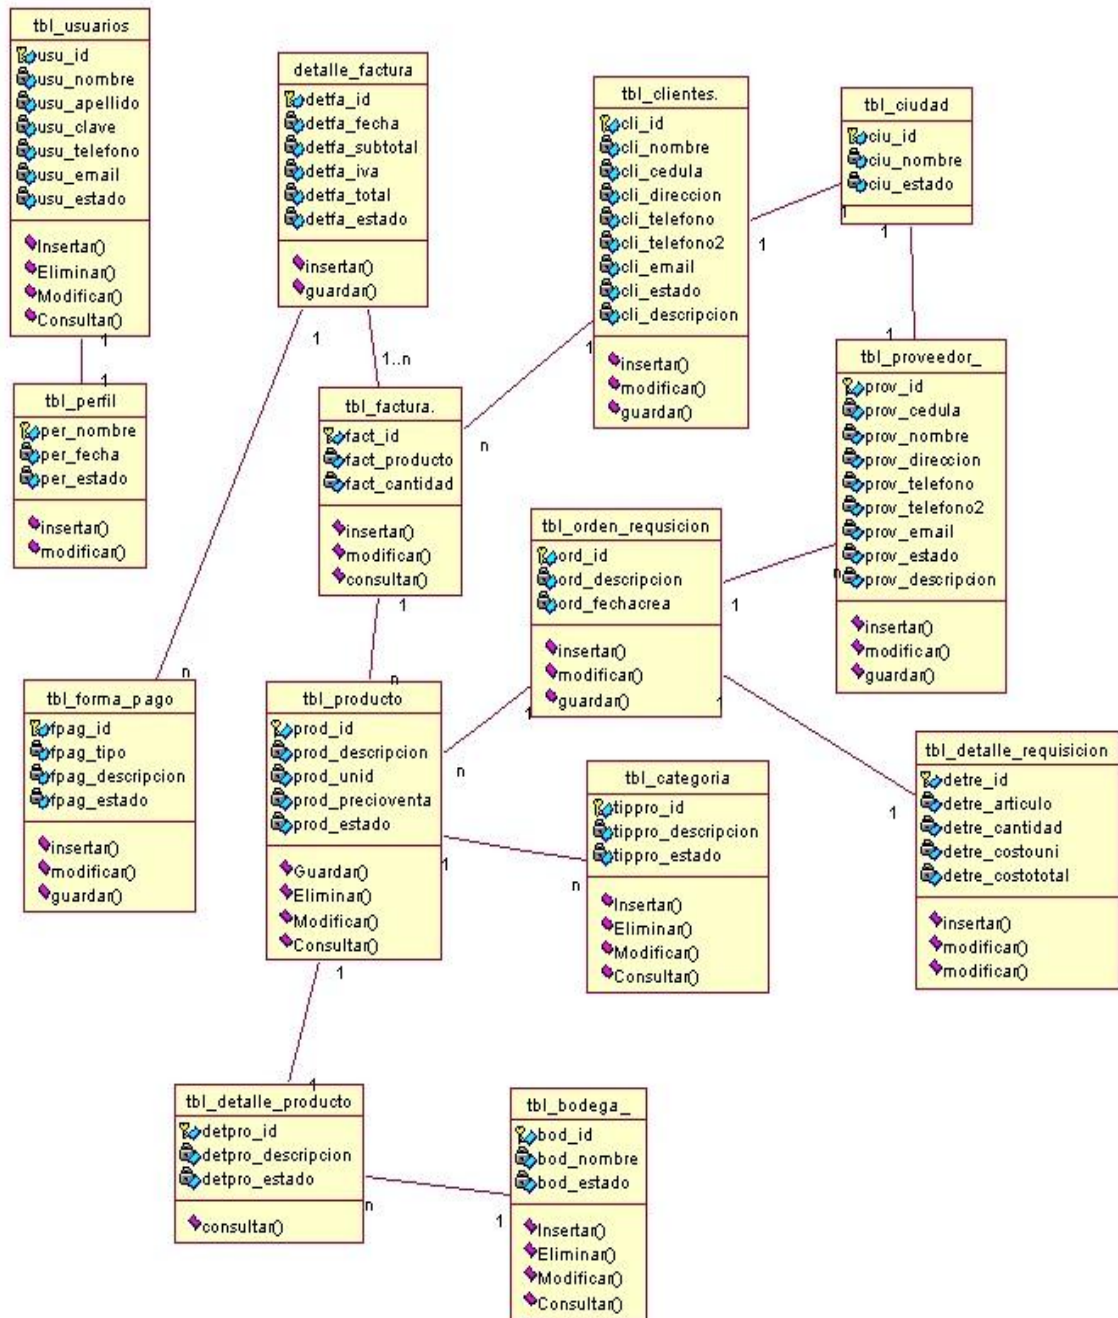 tbl_usuarios
usu_id
usu_nombre
usu_apellido
usu_clave
usu_telefono
usu_email
usu_estado
Insertar()
Eliminar()
Modificar()
Consultar()
1
1
tbl_perfil
per_nombre
per_fecha
per_estado
insertar()
modificar()
detalle_factura
detfa_id
detfa_fecha
detfa_subtotal
detfa_iva
detfa_total
detfa_estado
insertar()
guardar()
1
1..n
n
tbl_factura.
fact_id
fact_producto
fact_cantidad
insertar()
modificar()
consultar()
1
n
n
tbl_clientes.
cli_id
cli_nombre
cli_cedula
cli_direccion
cli_telefono
cli_telefono2
cli_email
cli_estado
cli_descripcion
insertar()
modificar()
guardar()
1
1
tbl_ciudad
ciu_id
ciu_nombre
ciu_estado
1
1
1
tbl_proveedor_
prov_id
prov_cedula
prov_nombre
prov_direccion
prov_telefono
prov_telefono2
prov_email
prov_estado
prov_descripcion
insertar()
modificar()
guardar()
n
1
tbl_orden_requsicion
ord_id
ord_descripcion
ord_fechacrea
insertar()
modificar()
guardar()
1
1
tbl_forma_pago
fpag_id
fpag_tipo
fpag_descripcion
fpag_estado
insertar()
modificar()
guardar()
tbl_producto
prod_id
prod_descripcion
prod_unid
prod_precioventa
prod_estado
Guardar()
Eliminar()
Modificar()
Consultar()
n
1
n
1
tbl_categoria
tippro_id
tippro_descripcion
tippro_estado
Insertar()
Eliminar()
Modificar()
Consultar()
1
tbl_detalle_requisicion
detre_id
detre_articulo
detre_cantidad
detre_costouni
detre_costototal
insertar()
modificar()
modificar()
1
tbl_detalle_producto
detpro_id
detpro_descripcion
detpro_estado
consultar()
n
1
tbl_bodega_
bod_id
bod_nombre
bod_estado
Insertar()
Eliminar()
Modificar()
Consultar()